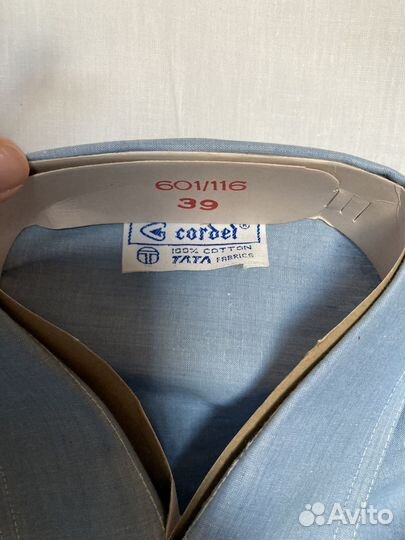 601/116
39
cordel®
100% COTTON
TATA FABRICS
Avito